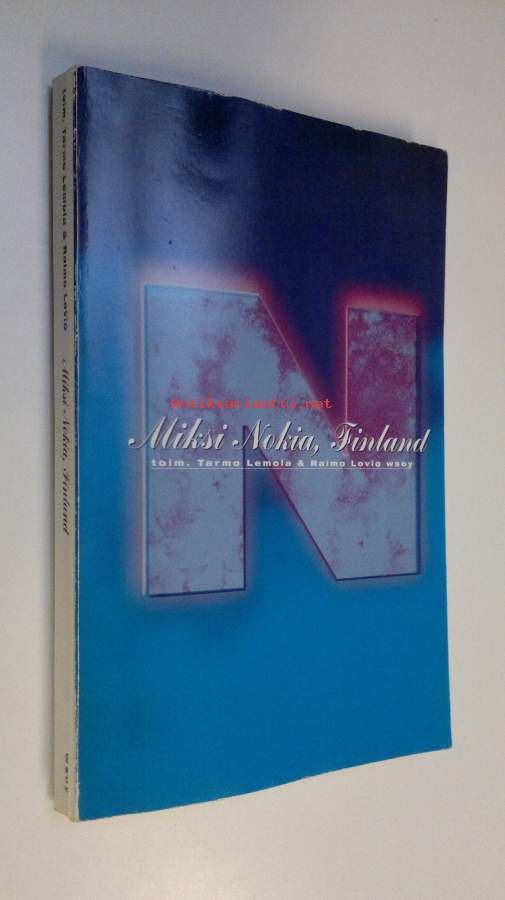 toim. Tarmo Lemola & Raimo Lovio Miksi Nokia, Finland wsoy
Antikvariaatti.net
Miksi Nokia, Finland
toim. Tarmo Lemola & Raimo Lovio wsoy